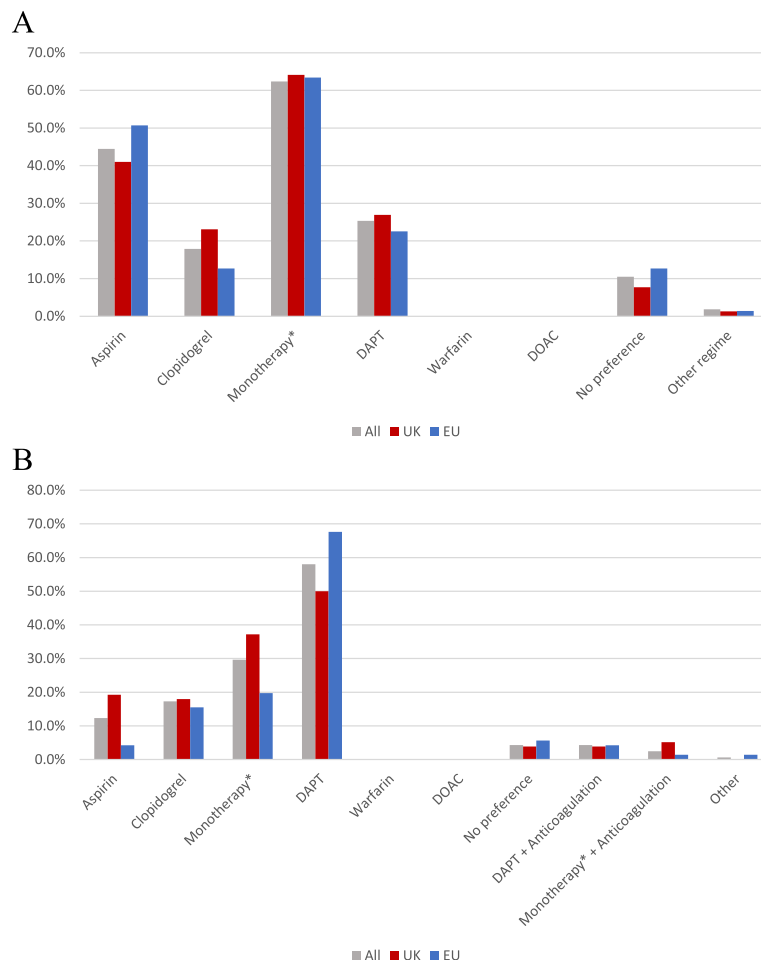 A
70.0%
60.0%
50.0%
40.0%
30.0%
20.0%
10.0%
0.0%
Aspirin
Clopidogrel
Monotherapy*
DAPT
Warfarin
DOAC
No preference
Other regime
All UK EU
B
80.0%
70.0%
60.0%
50.0%
40.0%
30.0%
20.0%
10.0%
0.0%
Aspirin
Clopidogrel
Monotherapy*
DAPT
Warfarin
DOAC
No preference
DAPT + Anticoagulation
Monotherapy* + Anticoagulation
Other
All UK EU